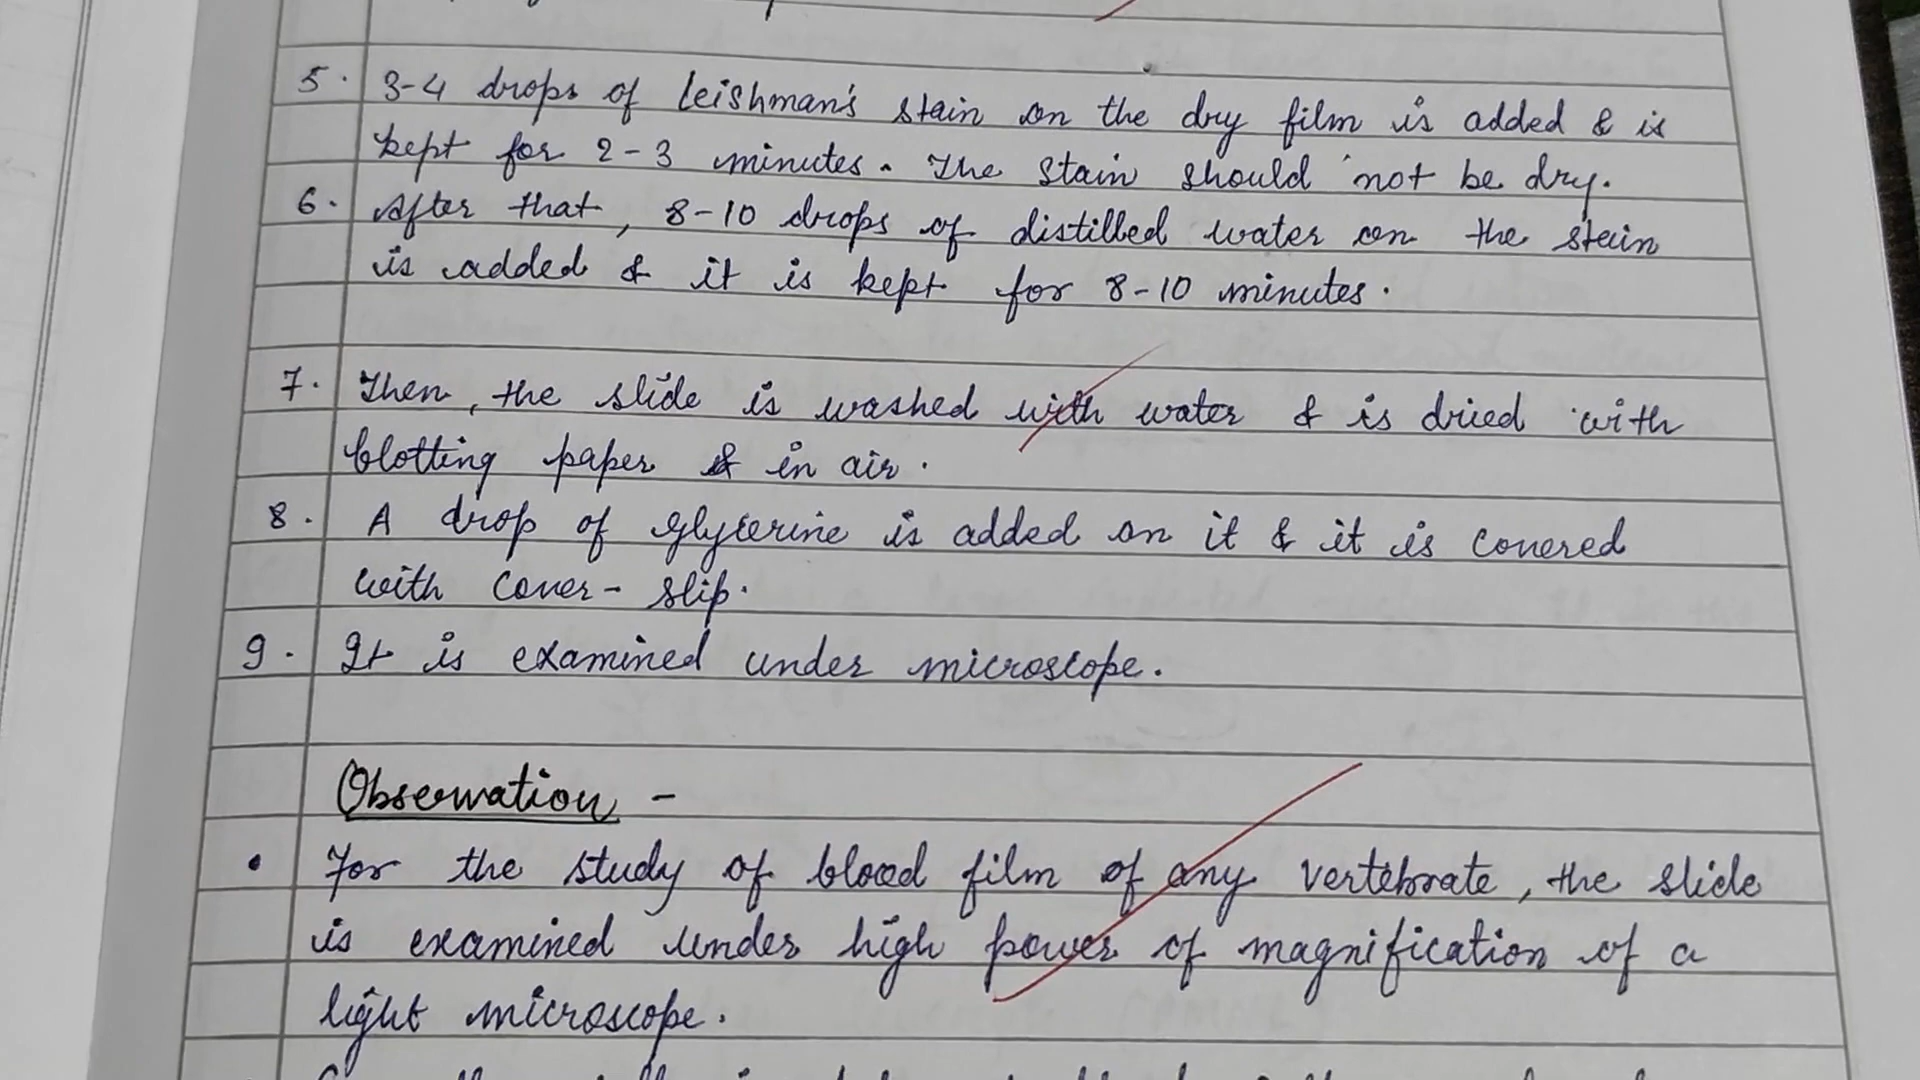 5. 3-4 drops of Leishman's stain on the dry film is added & is
kept for 2-3 minutes. The stain should not be dry.
6. After that, 8-10 drops of distilled water on the stain
is added & it is kept for 8-10 minutes.
7. Then, the slide is washed with water & is dried with
blotting paper & in air.
8. A drop of glycerine is added on it & it is covered
with cover-slip.
9. It is examined under microscope.
Observation -
• For the study of blood film of any vertebrate, the slide
is examined under high power of magnification of a
light microscope.